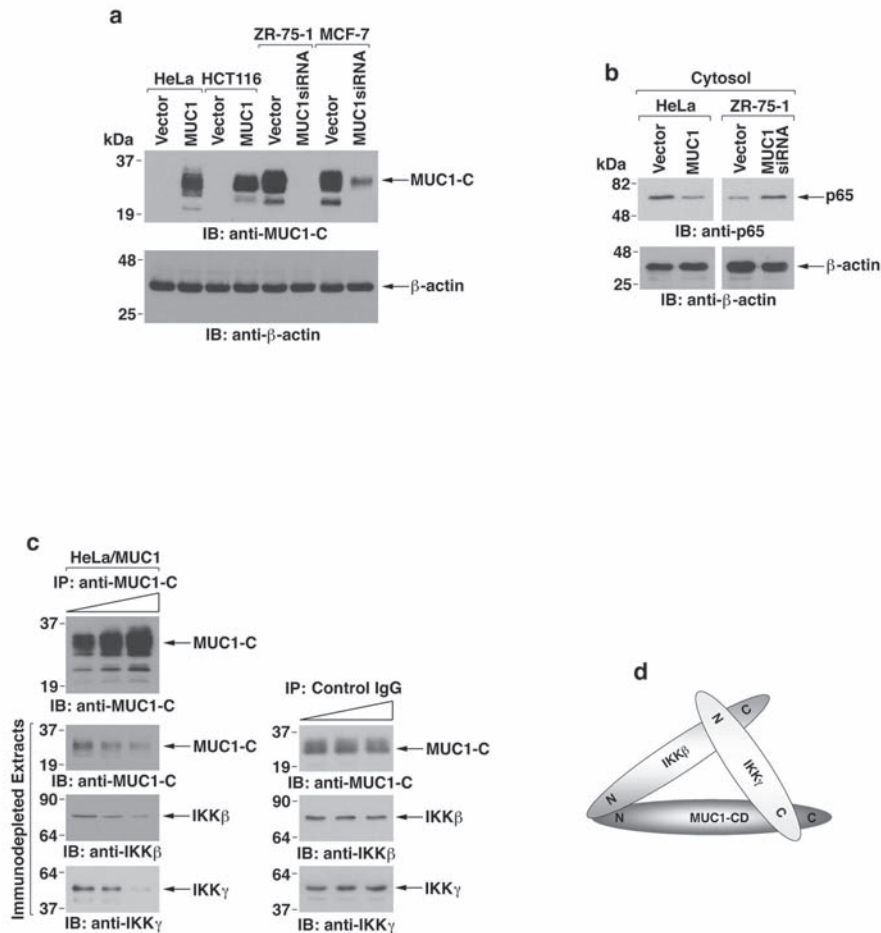 a
ZR-75-1 MCF-7
HeLa HCT116
Vector MUC1 Vector MUC1 Vector MUC1siRNA Vector MUC1siRNA
kDa
37
MUC1-C
19
IB: anti-MUC1-C
48
β-actin
25
IB: anti-β-actin
b
Cytosol
HeLa ZR-75-1
Vector MUC1 Vector MUC1 siRNA
kDa
82
p65
48
IB: anti-p65
48
β-actin
25
IB: anti-β-actin
c
HeLa/MUC1
IP: anti-MUC1-C
37
MUC1-C
19
IB: anti-MUC1-C
Immunodepleted Extracts
37
MUC1-C
19
IB: anti-MUC1-C
90
IKKβ
64
IB: anti-IKKβ
64
IKKγ
37
IB: anti-IKKγ
IP: Control IgG
37
MUC1-C
19
IB: anti-MUC1-C
90
IKKβ
64
IB: anti-IKKβ
64
IKKγ
37
IB: anti-IKKγ
d
N C
IKKβ
IKKγ
N C
N MUC1-CD C